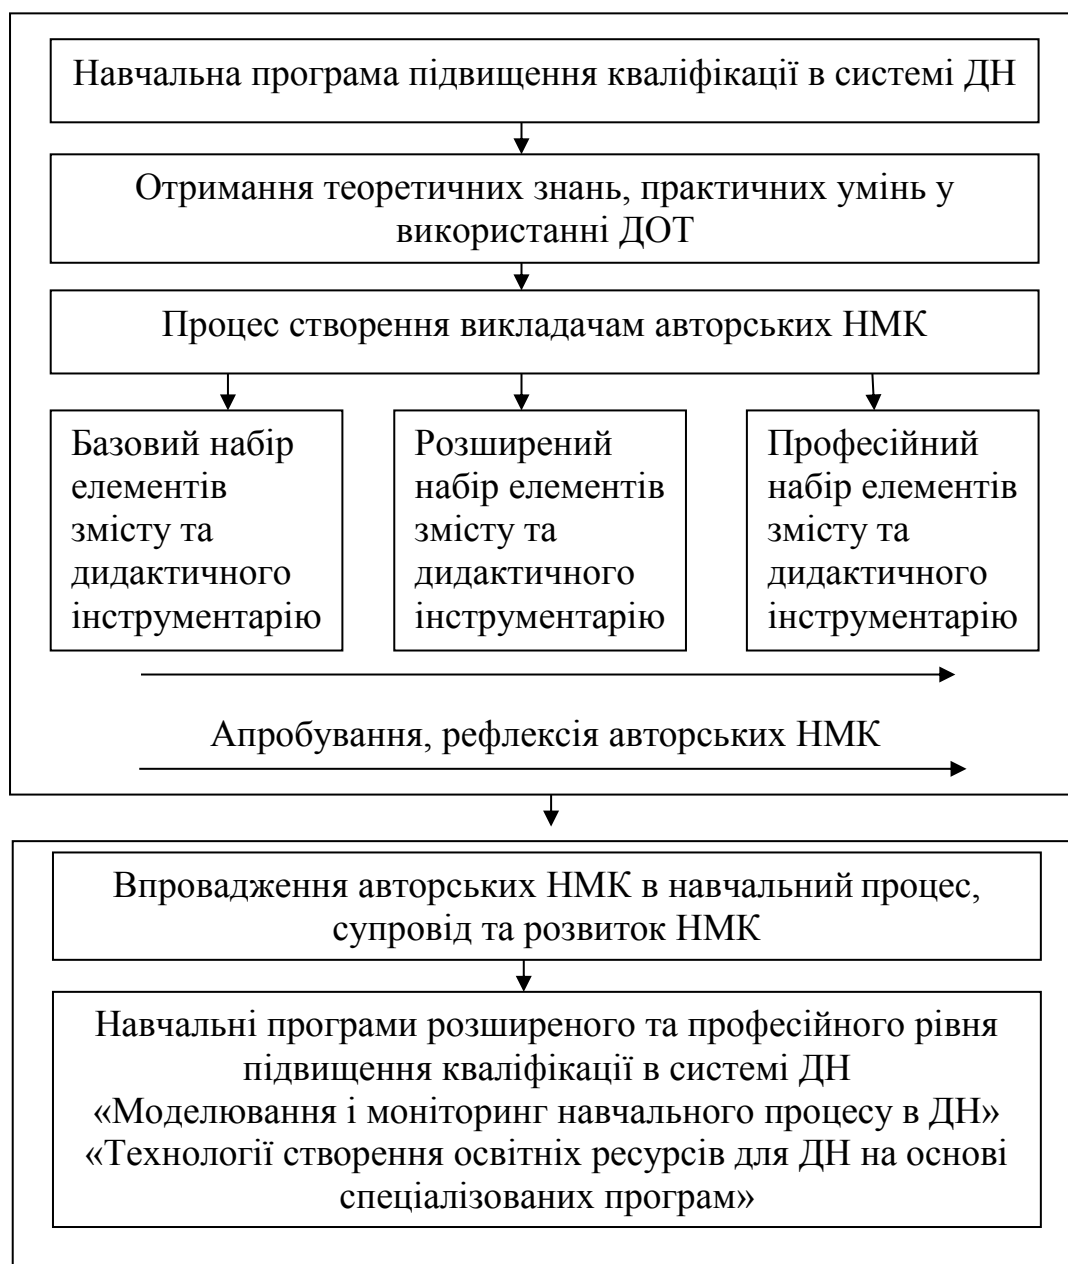 Навчальна програма підвищення кваліфікації в системі ДН
Отримання теоретичних знань, практичних умінь у
використанні ДОТ
Процес створення викладачам авторських НМК
Базовий набір
елементів
змісту та
дидактичного
інструментарію
Розширений
набір елементів
змісту та
дидактичного
інструментарію
Професійний
набір елементів
змісту та
дидактичного
інструментарію
Апробування, рефлексія авторських НМК
Впровадження авторських НМК в навчальний процес,
супровід та розвиток НМК
Навчальні програми розширеного та професійного рівня
підвищення кваліфікації в системі ДН
«Моделювання і моніторинг навчального процесу в ДН»
«Технології створення освітніх ресурсів для ДН на основі
спеціалізованих програм»